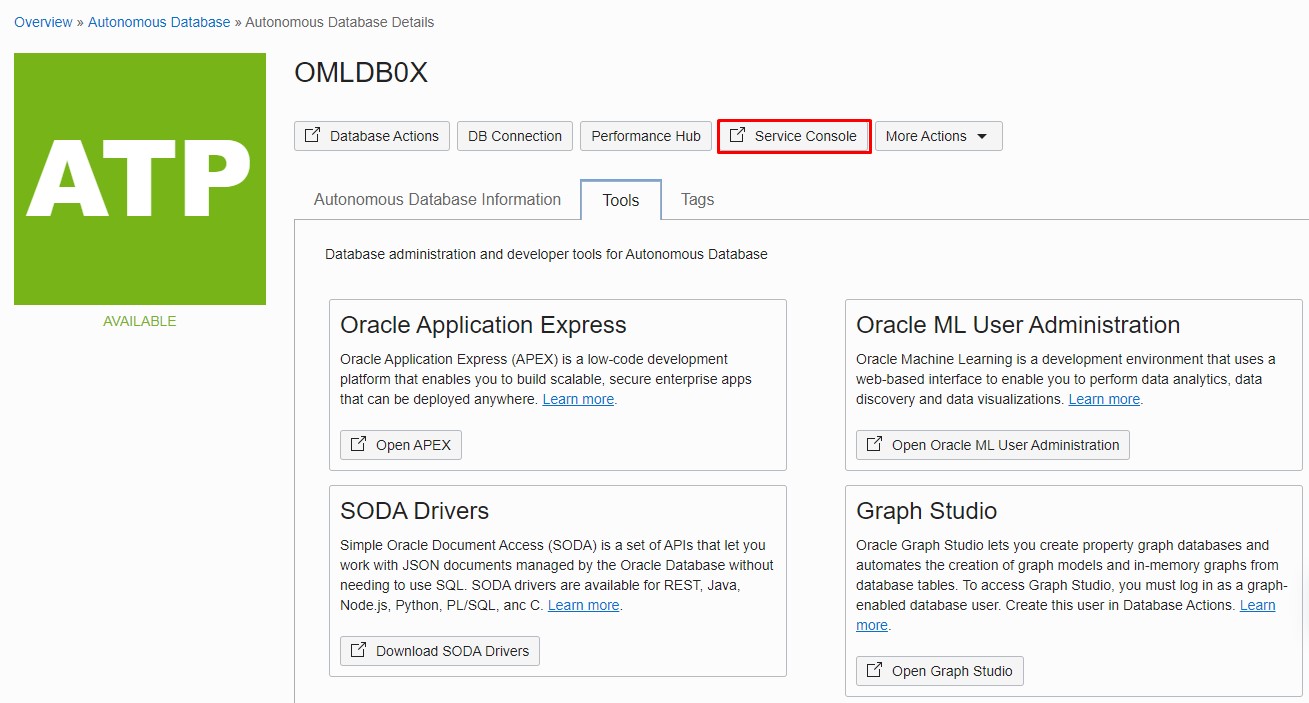 Overview » Autonomous Database » Autonomous Database Details
ATP
AVAILABLE
OMLDB0X
Database Actions
DB Connection
Performance Hub
Service Console
More Actions
Autonomous Database Information
Tools
Tags
Database administration and developer tools for Autonomous Database
Oracle Application Express
Oracle Application Express (APEX) is a low-code development
platform that enables you to build scalable, secure enterprise apps
that can be deployed anywhere. Learn more.
Open APEX
Oracle ML User Administration
Oracle Machine Learning is a development environment that uses a
web-based interface to enable you to perform data analytics, data
discovery and data visualizations. Learn more.
Open Oracle ML User Administration
SODA Drivers
Simple Oracle Document Access (SODA) is a set of APIs that let you
work with JSON documents managed by the Oracle Database without
needing to use SQL. SODA drivers are available for REST, Java,
Node.js, Python, PL/SQL, anc C. Learn more.
Download SODA Drivers
Graph Studio
Oracle Graph Studio lets you create property graph databases and
automates the creation of graph models and in-memory graphs from
database tables. To access Graph Studio, you must log in as a graph-
enabled database user. Create this user in Database Actions. Learn
more.
Open Graph Studio